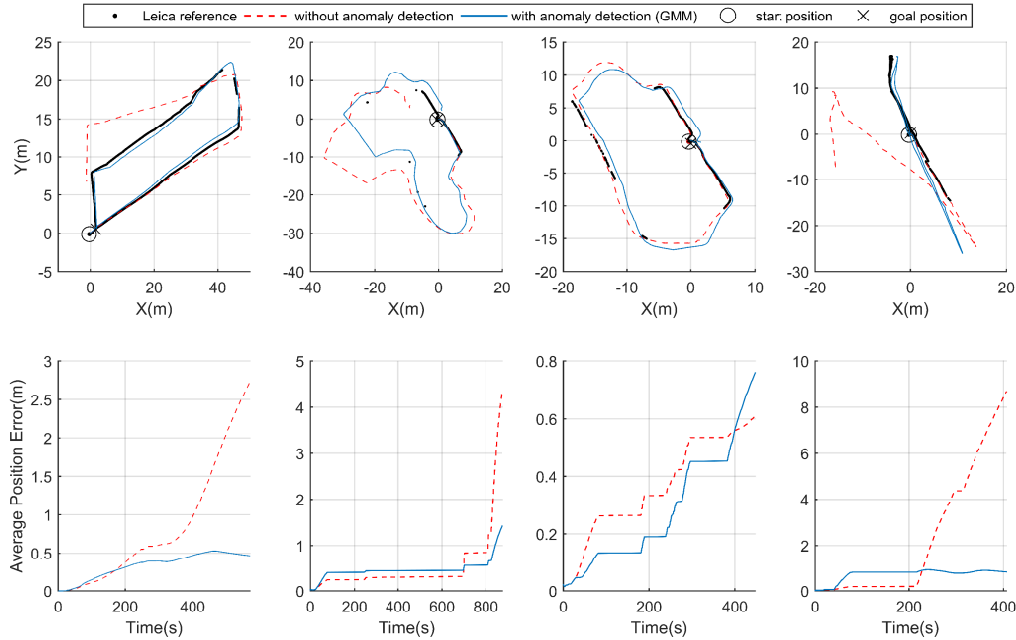 Leica reference without anomaly detection with anomaly detection (GMM) star: position goal position
25 20 15 10 5 0 -5
Y(m)
0 20 40
X(m)
20 10 0 -10 -20 -30 -40
-40 -20 0 20
X(m)
15 10 5 0 -5 -10 -15 -20
-20 -10 0 10
X(m)
20 10 0 -10 -20 -30
-20 0 20
X(m)
3 2.5 2 1.5 1 0.5 0
Average Position Error(m)
0 200 400
Time(s)
5 4 3 2 1 0
0 200 400 600 800
Time(s)
0.8 0.6 0.4 0.2 0
0 200 400
Time(s)
10 8 6 4 2 0
0 200 400
Time(s)